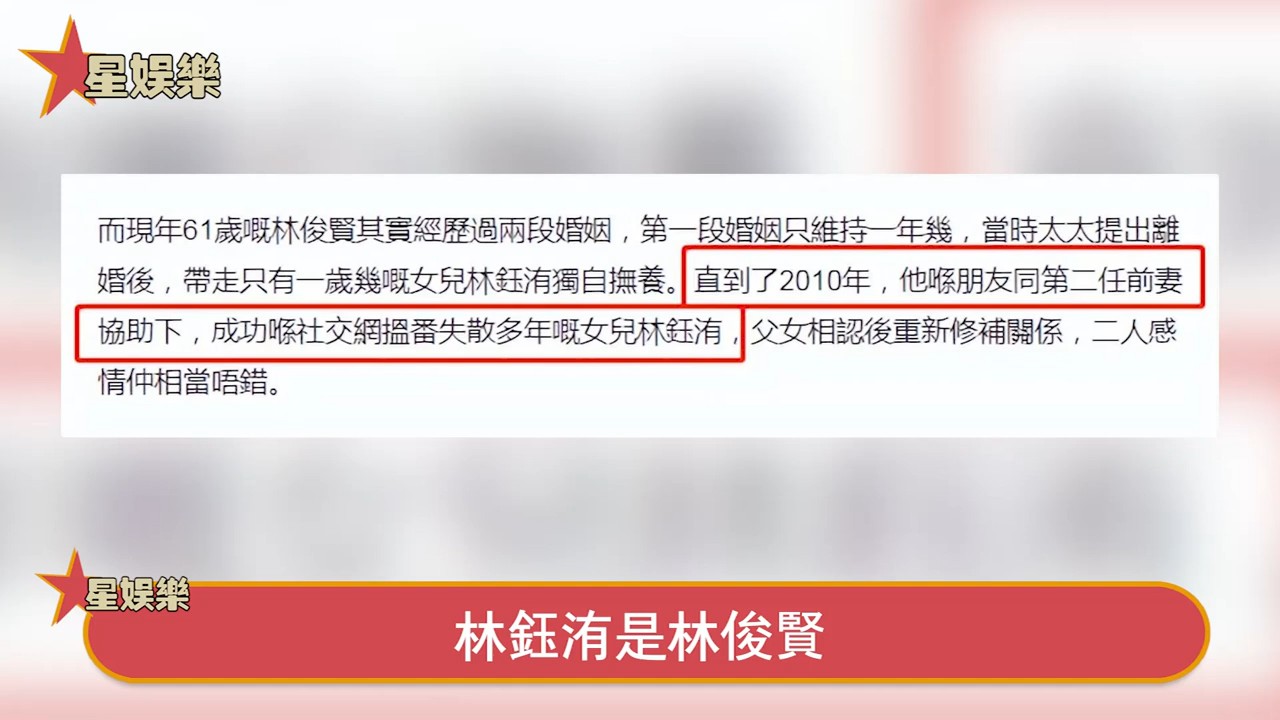 星娛樂
而現年61歲嘅林俊賢其實經歷過兩段婚姻，第一段婚姻只維持一年幾，當時太太提出離
婚後，帶走只有一歲幾嘅女兒林鈺洧獨自撫養。直到了2010年，他喺朋友同第二任前妻
協助下，成功喺社交網搵番失散多年嘅女兒林鈺洧，父女相認後重新修補關係，二人感
情仲相當唔錯。
星娛樂
林鈺洧是林俊賢